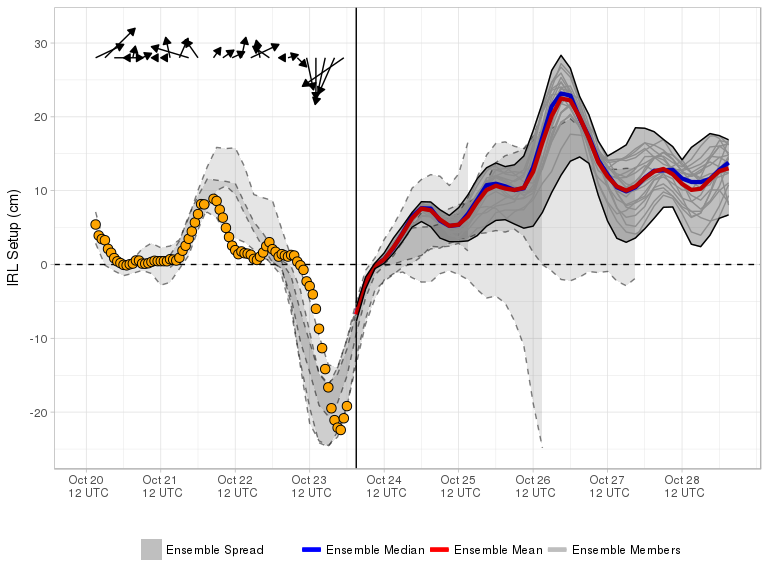 IRL Setup (cm)
30
20
10
0
-10
-20
Oct 20 Oct 21 Oct 22 Oct 23 Oct 24 Oct 25 Oct 26 Oct 27 Oct 28
12 UTC 12 UTC 12 UTC 12 UTC 12 UTC 12 UTC 12 UTC 12 UTC 12 UTC
Ensemble Spread Ensemble Median Ensemble Mean Ensemble Members